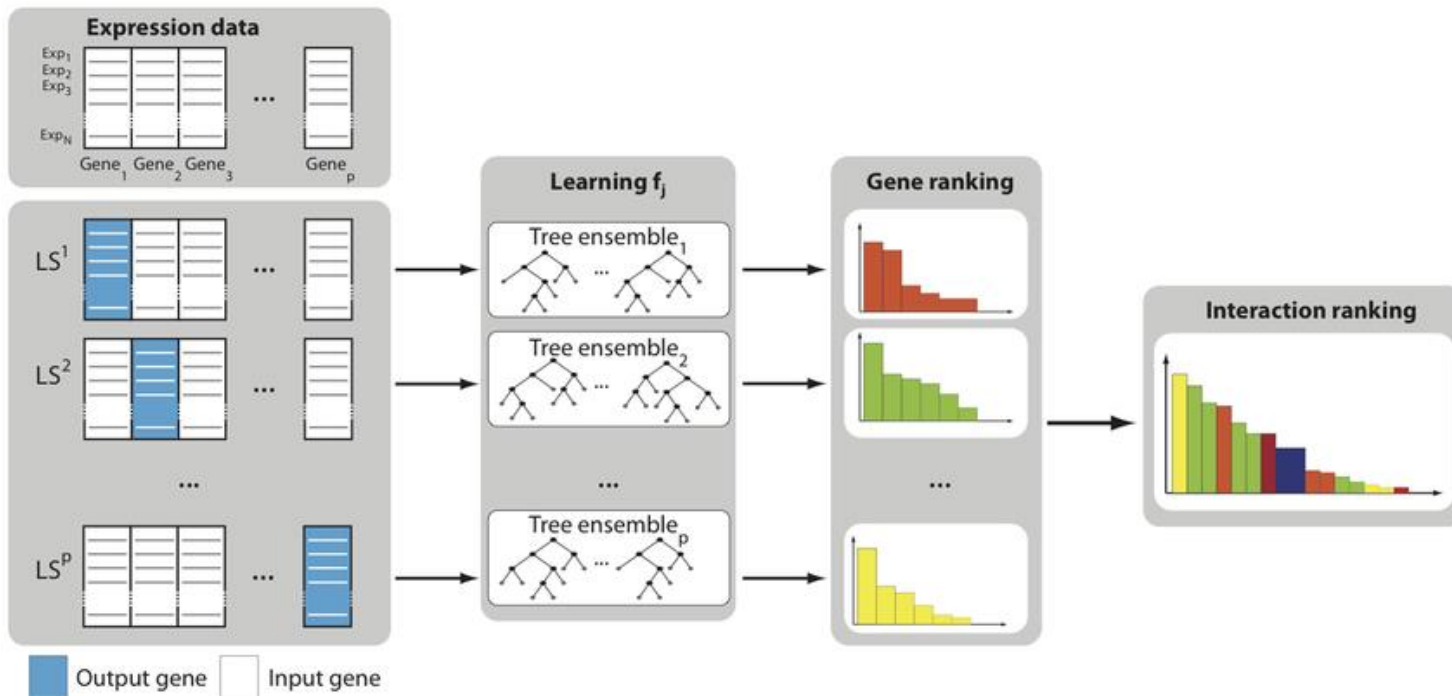 Expression data
Exp1
Exp2
Exp3
...
ExpN
Gene1 Gene2 Gene3 Genep
LS1
...
LS2
...
...
LSp
...
Output gene
Input gene
Learning fj
Tree ensemble1
...
Tree ensemble2
...
...
Tree ensemblep
...
Gene ranking
...
Interaction ranking